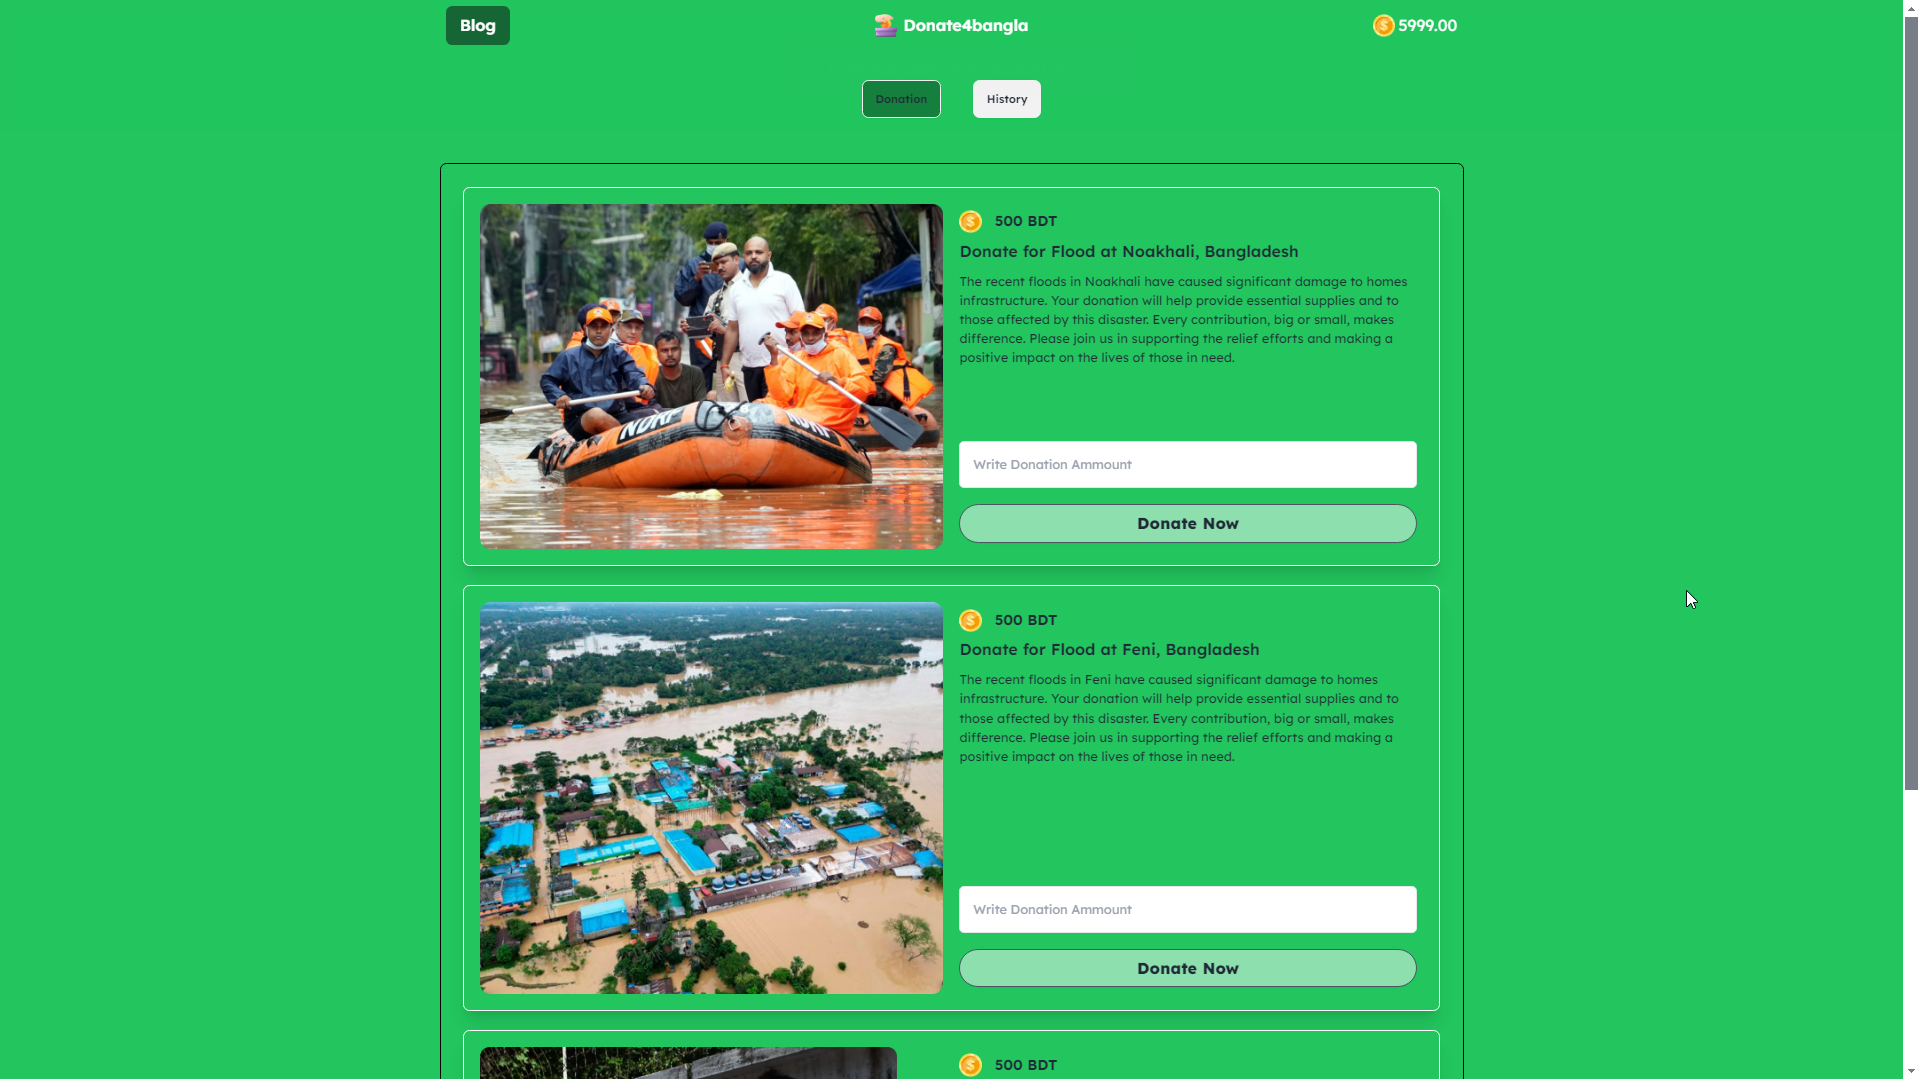 Blog
Donate4bangla
5999.00
Donation
History
500 BDT
Donate for Flood at Noakhali, Bangladesh
The recent floods in Noakhali have caused significant damage to homes
infrastructure. Your donation will help provide essential supplies and to
those affected by this disaster. Every contribution, big or small, makes
difference. Please join us in supporting the relief efforts and making a
positive impact on the lives of those in need.
Write Donation Ammount
Donate Now
500 BDT
Donate for Flood at Feni, Bangladesh
The recent floods in Feni have caused significant damage to homes
infrastructure. Your donation will help provide essential supplies and to
those affected by this disaster. Every contribution, big or small, makes
difference. Please join us in supporting the relief efforts and making a
positive impact on the lives of those in need.
Write Donation Ammount
Donate Now
500 BDT